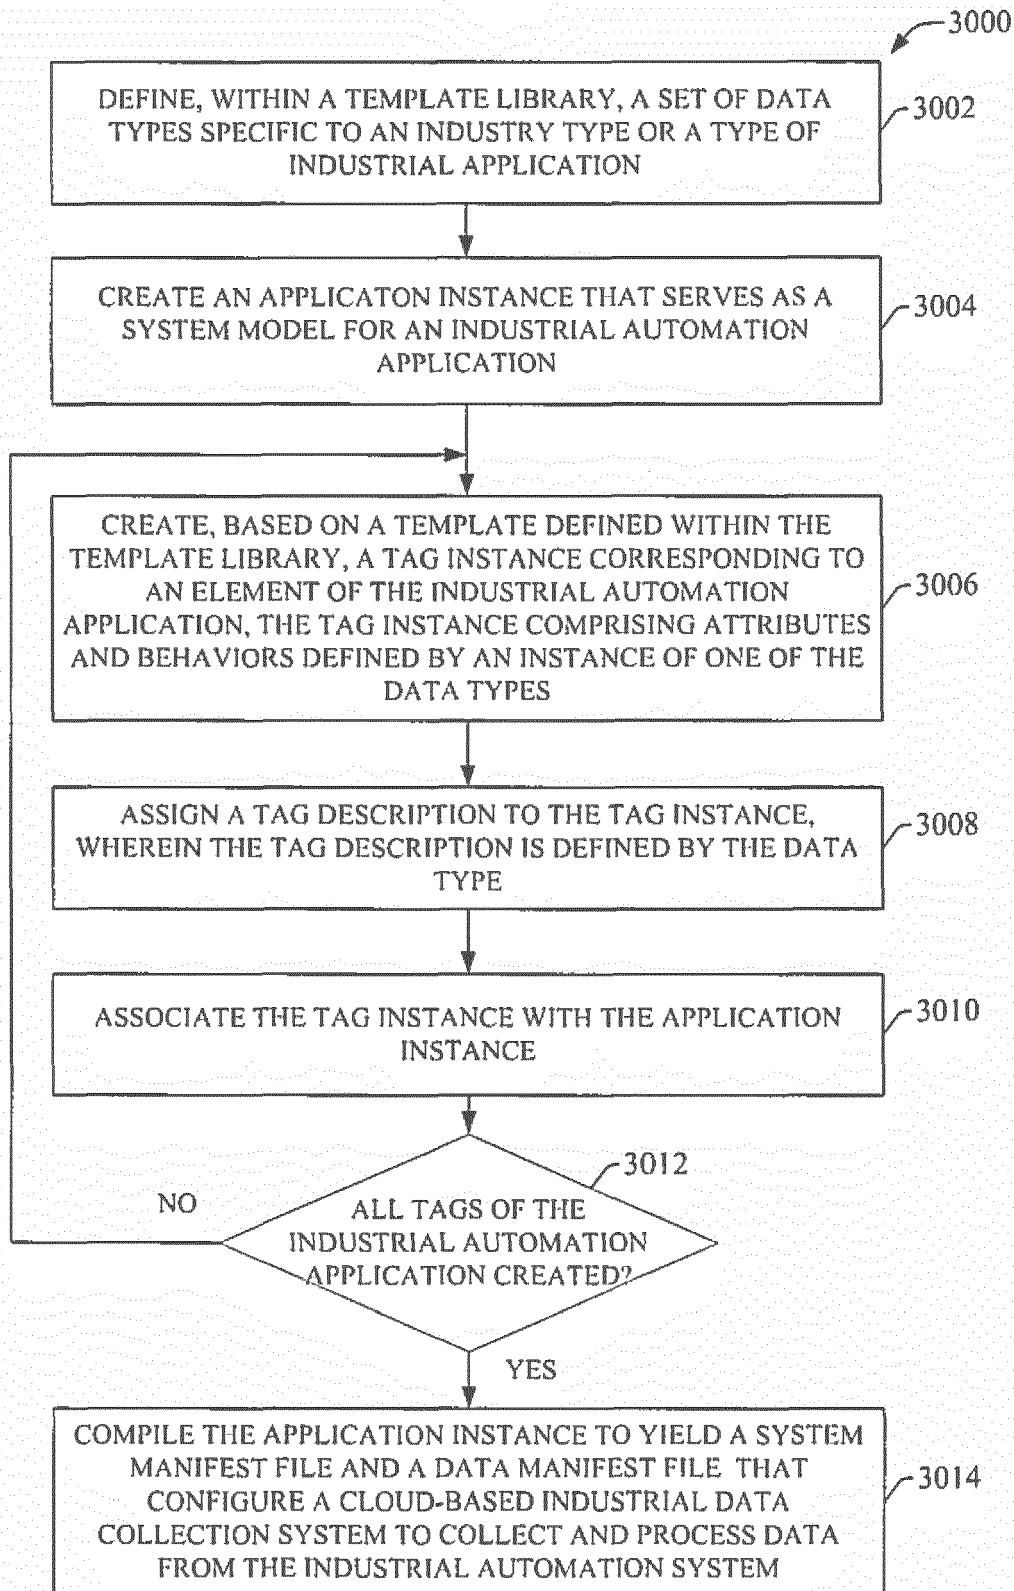 3000
DEFINE, WITHIN A TEMPLATE LIBRARY, A SET OF DATA
TYPES SPECIFIC TO AN INDUSTRY TYPE OR A TYPE OF
INDUSTRIAL APPLICATION
3002
CREATE AN APPLICATON INSTANCE THAT SERVES AS A
SYSTEM MODEL FOR AN INDUSTRIAL AUTOMATION
APPLICATION
3004
CREATE, BASED ON A TEMPLATE DEFINED WITHIN THE
TEMPLATE LIBRARY, A TAG INSTANCE CORRESPONDING TO
AN ELEMENT OF THE INDUSTRIAL AUTOMATION
APPLICATION, THE TAG INSTANCE COMPRISING ATTRIBUTES
AND BEHAVIORS DEFINED BY AN INSTANCE OF ONE OF THE
DATA TYPES
3006
ASSIGN A TAG DESCRIPTION TO THE TAG INSTANCE,
WHEREIN THE TAG DESCRIPTION IS DEFINED BY THE DATA
TYPE
3008
ASSOCIATE THE TAG INSTANCE WITH THE APPLICATION
INSTANCE
3010
3012
NO
ALL TAGS OF THE
INDUSTRIAL AUTOMATION
APPLICATION CREATED?
YES
COMPILE THE APPLICATION INSTANCE TO YIELD A SYSTEM
MANIFEST FILE AND A DATA MANIFEST FILE THAT
CONFIGURE A CLOUD-BASED INDUSTRIAL DATA
COLLECTION SYSTEM TO COLLECT AND PROCESS DATA
FROM THE INDUSTRIAL AUTOMATION SYSTEM
3014